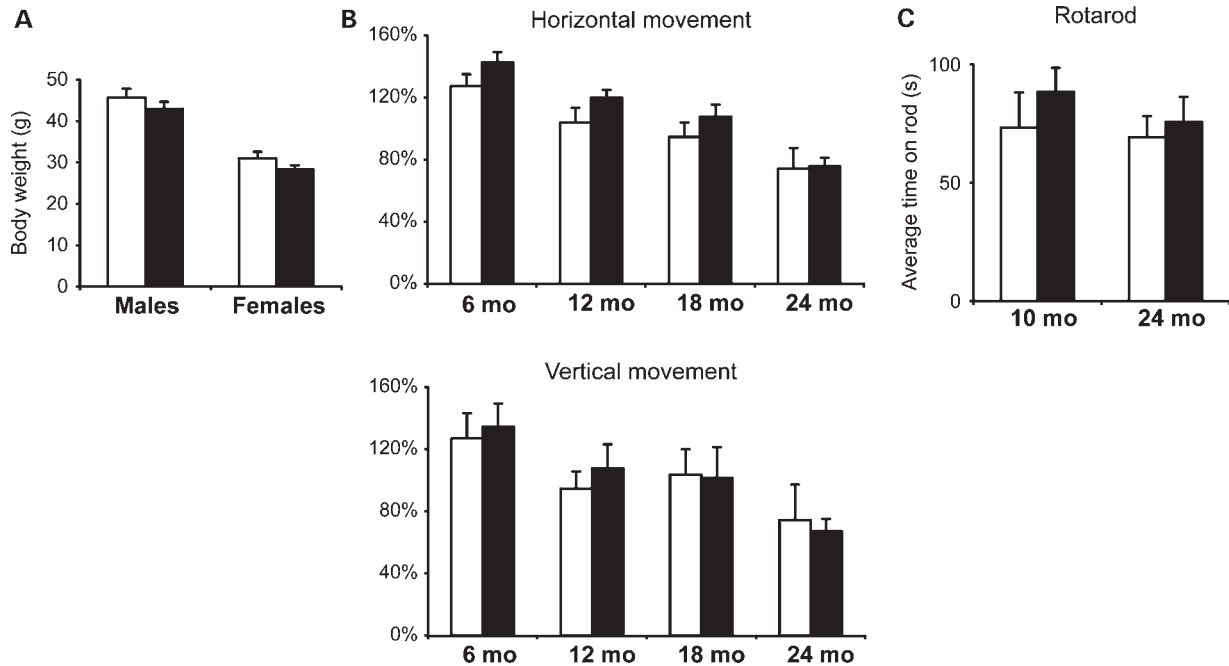 A
Body weight (g)
50
40
30
20
10
0
Males Females
B
Horizontal movement
160%
120%
80%
40%
0%
6 mo 12 mo 18 mo 24 mo
Vertical movement
160%
120%
80%
40%
0%
6 mo 12 mo 18 mo 24 mo
C
Rotarod
Average time on rod (s)
100
50
0
10 mo 24 mo